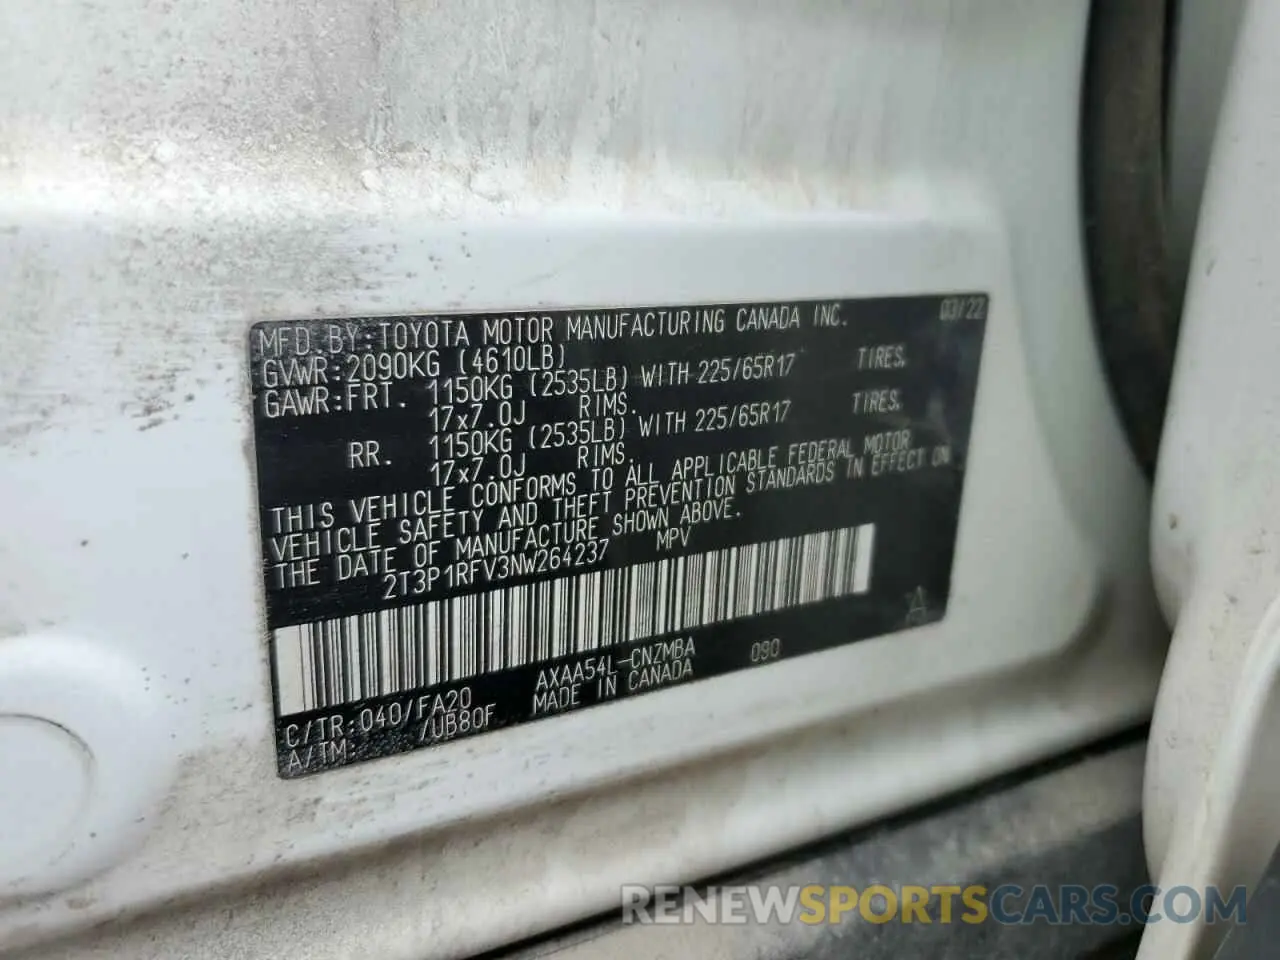 MFD. BY: TOYOTA MOTOR MANUFACTURING CANADA INC. 03/22
GVWR: 2090KG (4610LB)
GAWR: FRT. 1150KG (2535LB) WITH 225/65R17 TIRES,
17x7.0J RIMS.
RR. 1150KG (2535LB) WITH 225/65R17 TIRES,
17x7.0J RIMS.
THIS VEHICLE CONFORMS TO ALL APPLICABLE FEDERAL MOTOR
VEHICLE SAFETY AND THEFT PREVENTION STANDARDS IN EFFECT ON
THE DATE OF MANUFACTURE SHOWN ABOVE.
2T3P1RFV3NW264237 MPV
C/TR: 040/FA20 AXAA54L-CNZMBA 090
A/TM: /UB80F MADE IN CANADA
RENEWSPORTSCARS.COM